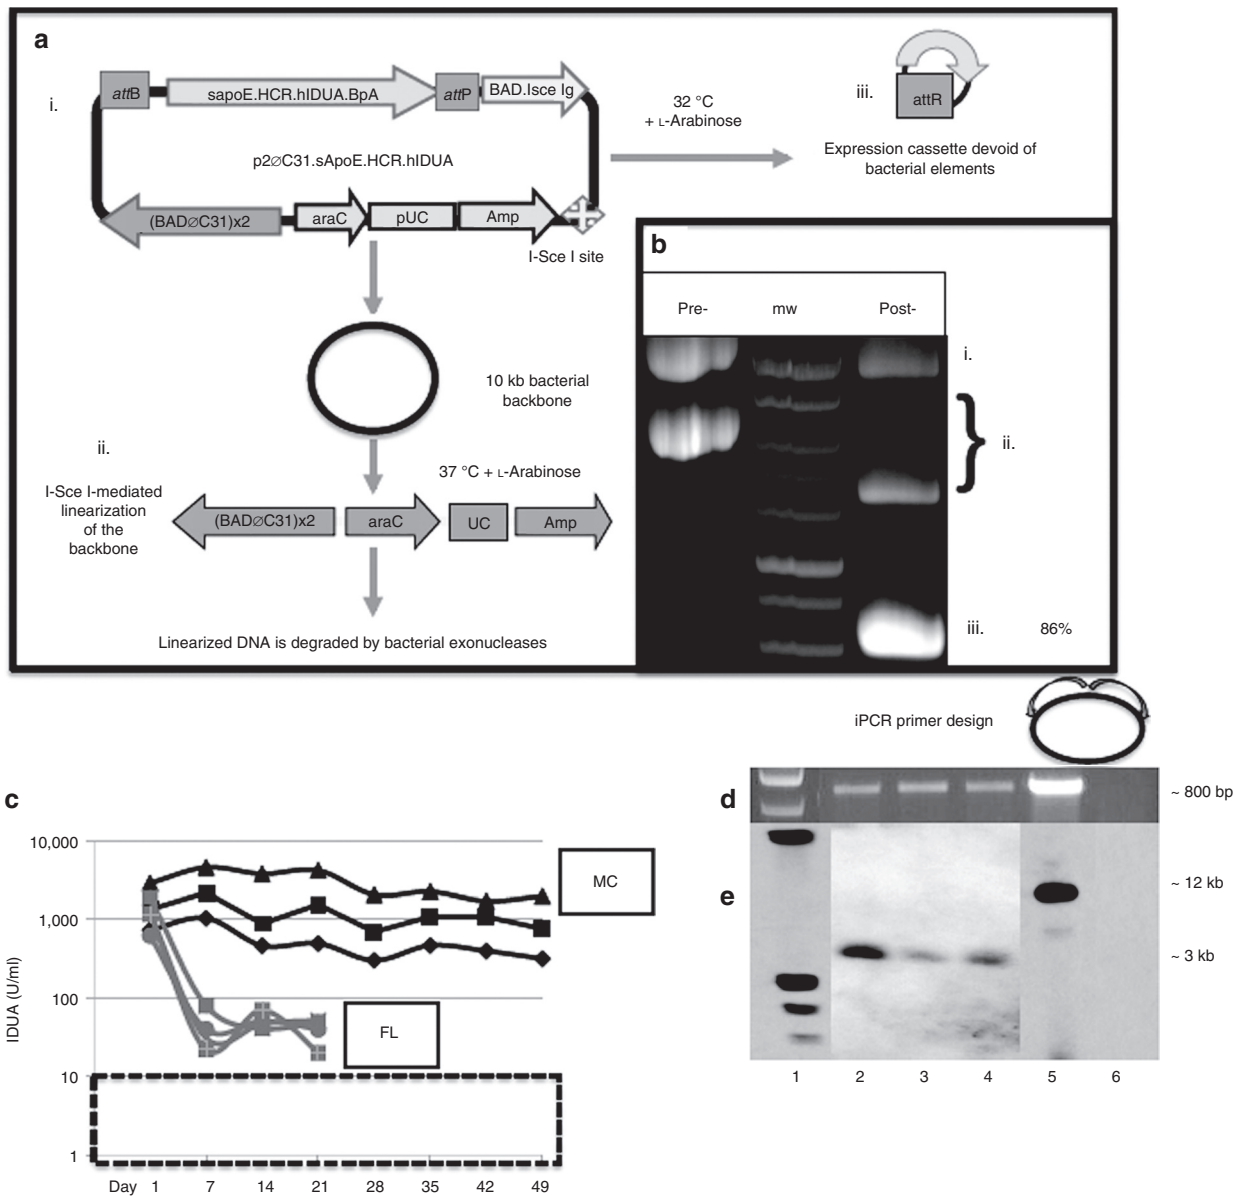 a
i.
attB
sapoE.HCR.hIDUA.BpA
attP
BAD.Isce Ig
p2∅C31.sApoE.HCR.hIDUA
(BAD∅C31)x2
araC
pUC
Amp
I-Sce I site
32 °C
+ L-Arabinose
iii.
attR
Expression cassette devoid of
bacterial elements
10 kb bacterial
backbone
ii.
37 °C + L-Arabinose
I-Sce I-mediated
linearization
of the
backbone
(BAD∅C31)x2
araC
UC
Amp
Linearized DNA is degraded by bacterial exonucleases
b
Pre-
mw
Post-
i.
ii.
iii.
86%
iPCR primer design
c
IDUA (U/ml)
10,000
1,000
100
10
1
MC
FL
Day 1 7 14 21 28 35 42 49
d
~ 800 bp
e
~ 12 kb
~ 3 kb
1 2 3 4 5 6